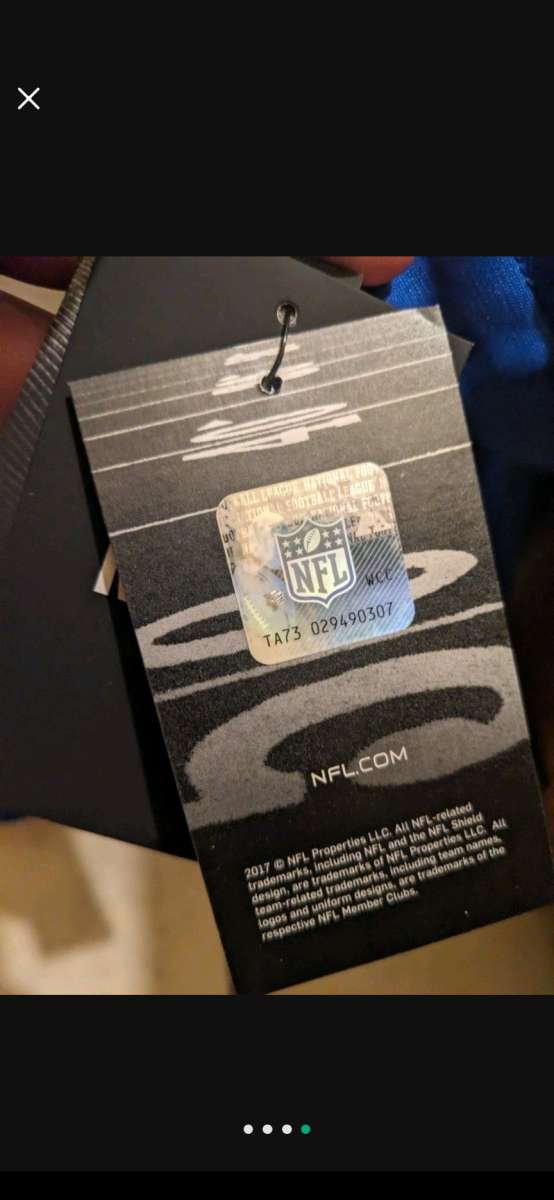 NFL
WCC
TA73 029490307
NFL.COM
2017 © NFL Properties LLC. All NFL-related
trademarks, including NFL and the NFL Shield
design, are trademarks of NFL Properties LLC. All
team-related trademarks, including team names,
logos and uniform designs, are trademarks of the
respective NFL Member Clubs.